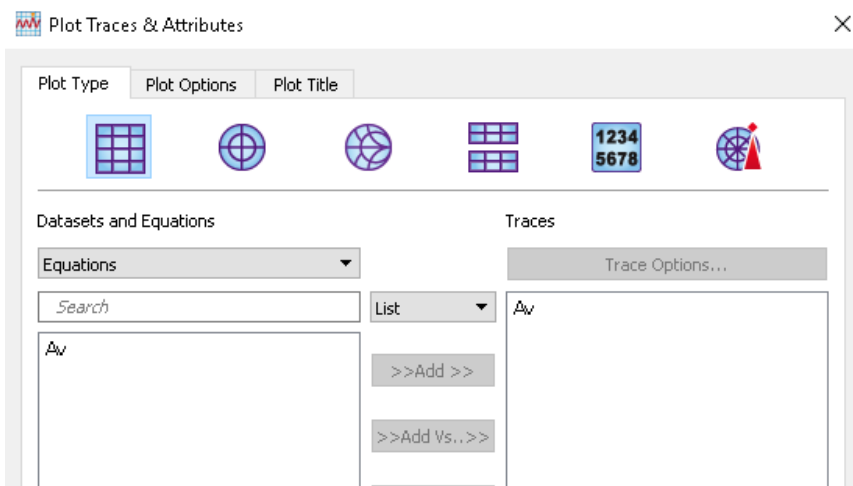 Plot Traces & Attributes
Plot Type Plot Options Plot Title
1234
5678
Datasets and Equations Traces
Equations Trace Options...
Search List Av
Av
>>Add >>
>>Add Vs..>>